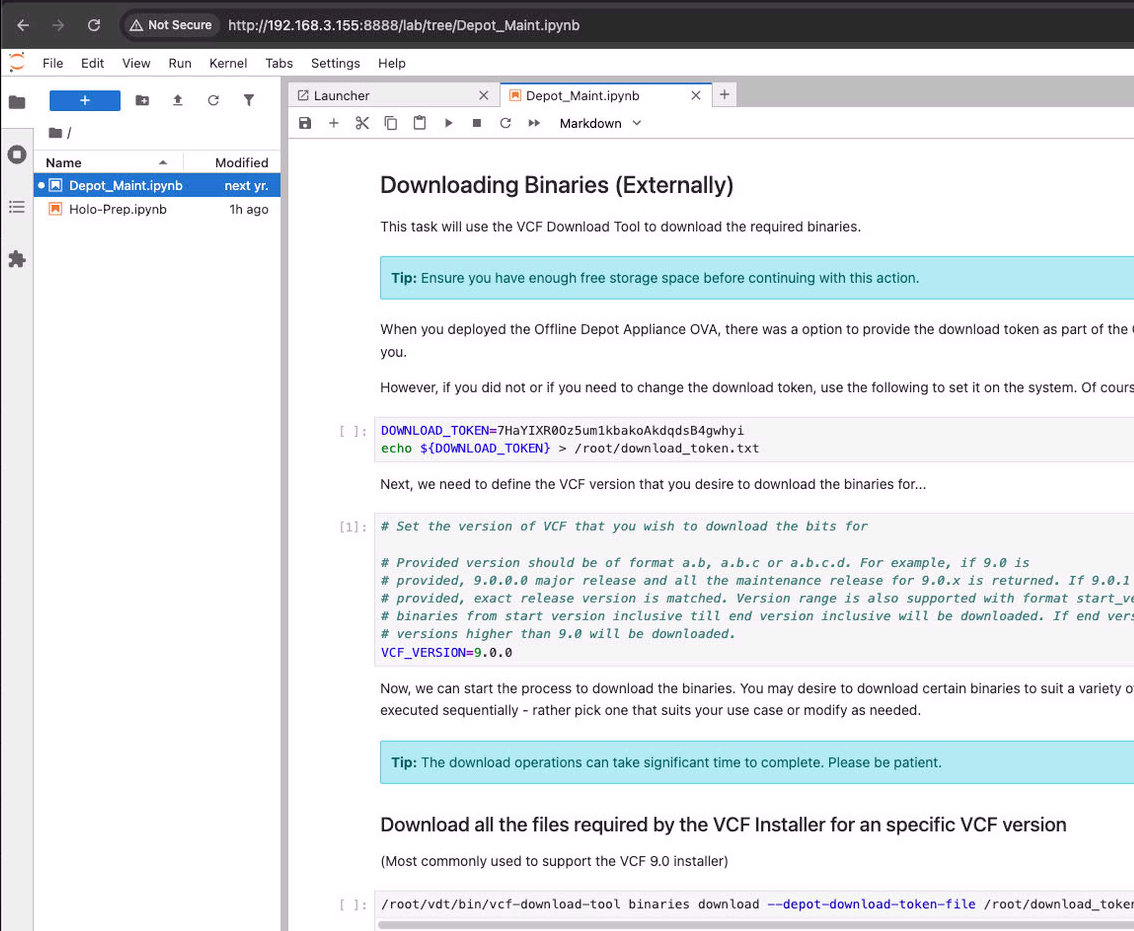 Not Secure http://192.168.3.155:8888/lab/tree/Depot_Maint.ipynb
File Edit View Run Kernel Tabs Settings Help
Launcher Depot_Maint.ipynb
Markdown
/
Name Modified
Depot_Maint.ipynb next yr.
Holo-Prep.ipynb 1h ago
Downloading Binaries (Externally)
This task will use the VCF Download Tool to download the required binaries.
Tip: Ensure you have enough free storage space before continuing with this action.
When you deployed the Offline Depot Appliance OVA, there was a option to provide the download token as part of the
you.
However, if you did not or if you need to change the download token, use the following to set it on the system. Of cours
[ ]: DOWNLOAD_TOKEN=7HaYIXR0Oz5um1kbakoAkdqdsB4gwhyi
echo ${DOWNLOAD_TOKEN} > /root/download_token.txt
Next, we need to define the VCF version that you desire to download the binaries for...
[1]: # Set the version of VCF that you wish to download the bits for
# Provided version should be of format a.b, a.b.c or a.b.c.d. For example, if 9.0 is
# provided, 9.0.0.0 major release and all the maintenance release for 9.0.x is returned. If 9.0.1
# provided, exact release version is matched. Version range is also supported with format start_ve
# binaries from start version inclusive till end version inclusive will be downloaded. If end vers
# versions higher than 9.0 will be downloaded.
VCF_VERSION=9.0.0
Now, we can start the process to download the binaries. You may desire to download certain binaries to suit a variety o
executed sequentially - rather pick one that suits your use case or modify as needed.
Tip: The download operations can take significant time to complete. Please be patient.
Download all the files required by the VCF Installer for an specific VCF version
(Most commonly used to support the VCF 9.0 installer)
[ ]: /root/vdt/bin/vcf-download-tool binaries download --depot-download-token-file /root/download_token